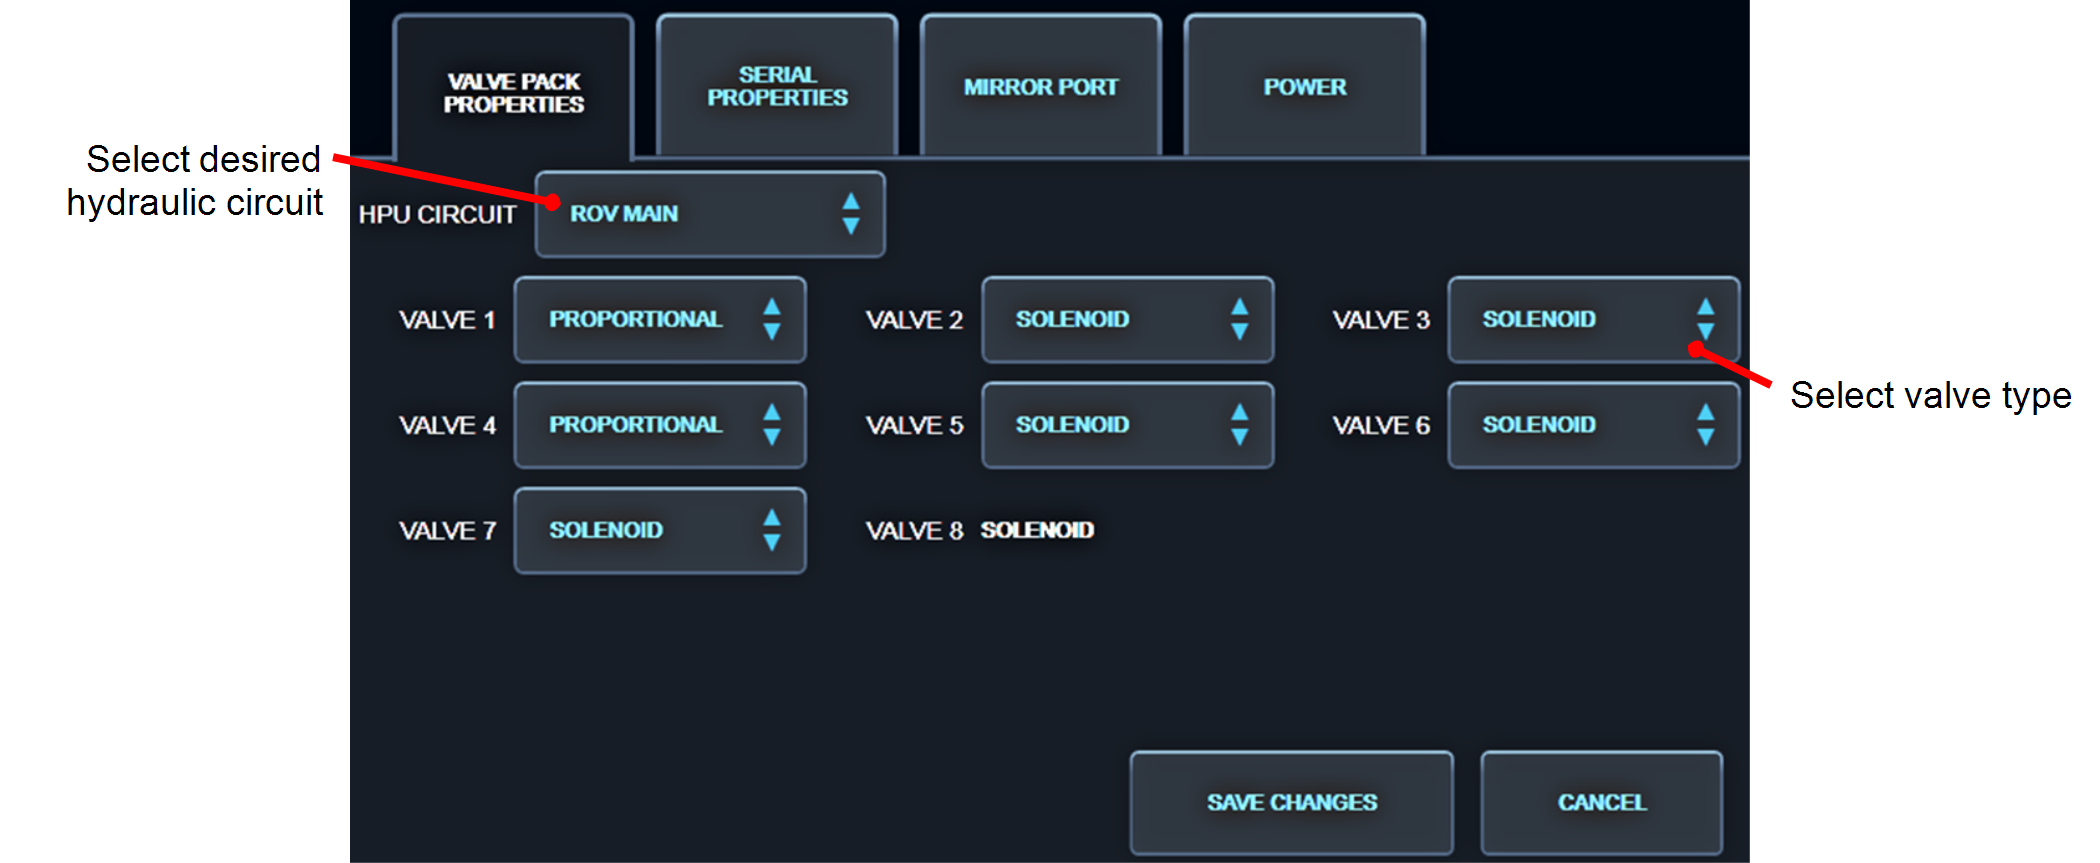 VALVE PACK
PROPERTIES
SERIAL
PROPERTIES
MIRROR PORT
POWER
Select desired
hydraulic circuit
HPU CIRCUIT
ROV MAIN
VALVE 1
PROPORTIONAL
VALVE 2
SOLENOID
VALVE 3
SOLENOID
Select valve type
VALVE 4
PROPORTIONAL
VALVE 5
SOLENOID
VALVE 6
SOLENOID
VALVE 7
SOLENOID
VALVE 8
SOLENOID
SAVE CHANGES
CANCEL